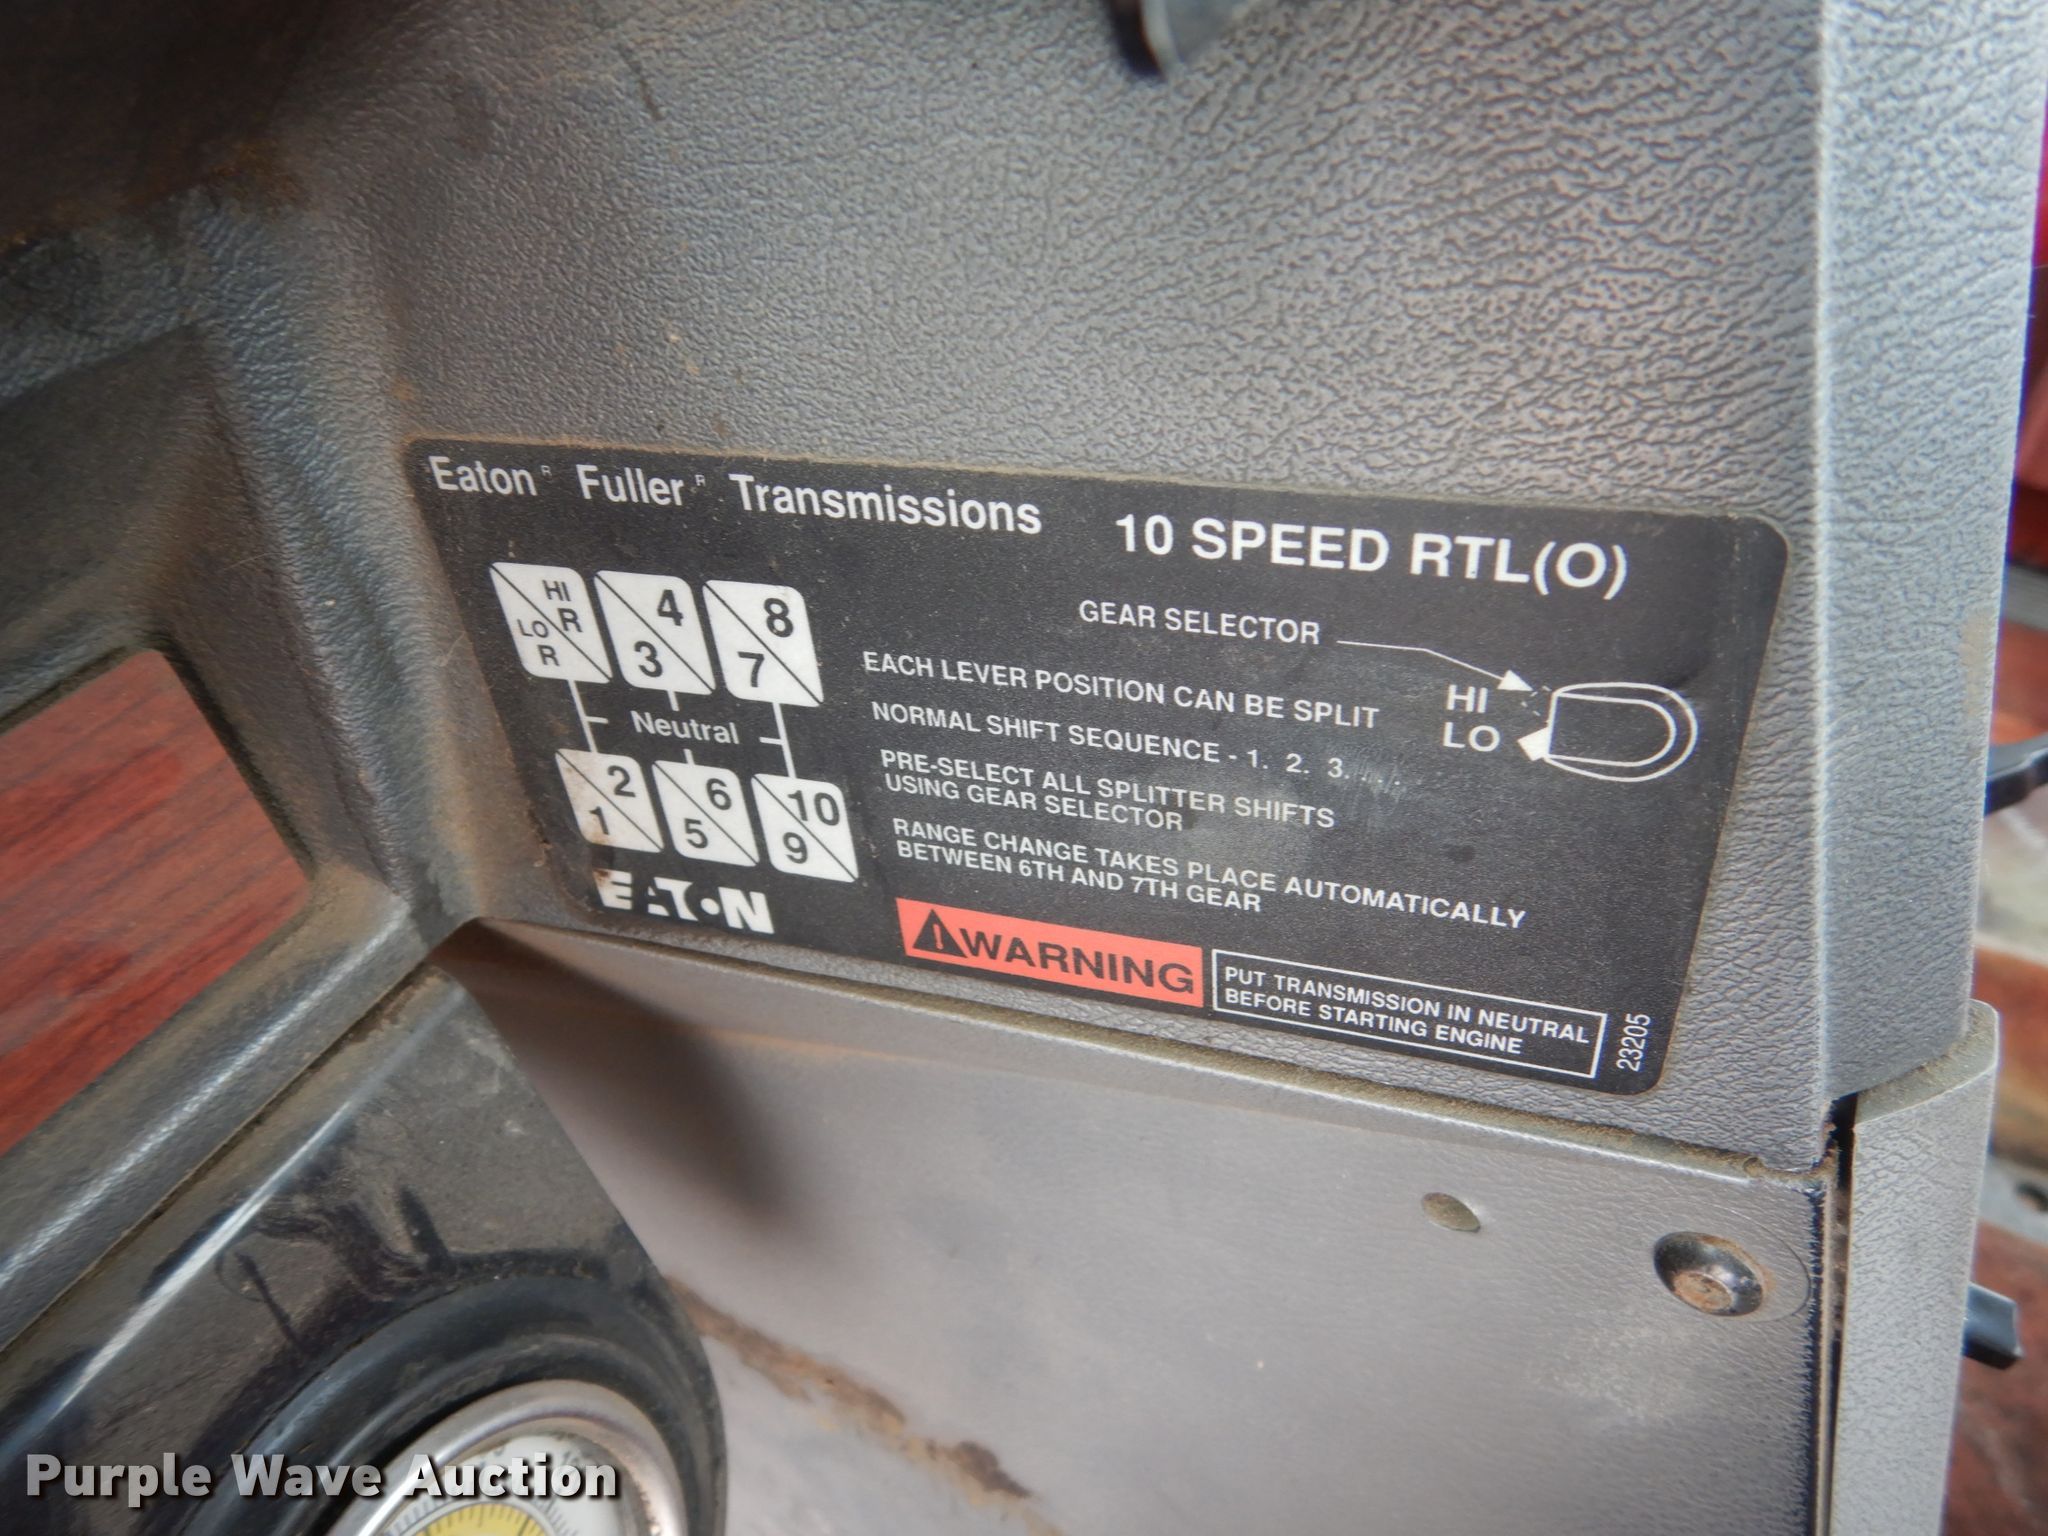 Eaton R Fuller R Transmissions 10 SPEED RTL(O)
HI R LO R
4 3
8 7
Neutral
2 1
6 5
10 9
EATON
GEAR SELECTOR
HI
LO
EACH LEVER POSITION CAN BE SPLIT
NORMAL SHIFT SEQUENCE - 1. 2. 3. . . .
PRE-SELECT ALL SPLITTER SHIFTS
USING GEAR SELECTOR
RANGE CHANGE TAKES PLACE AUTOMATICALLY
BETWEEN 6TH AND 7TH GEAR
WARNING
PUT TRANSMISSION IN NEUTRAL
BEFORE STARTING ENGINE
23205
Purple Wave Auction